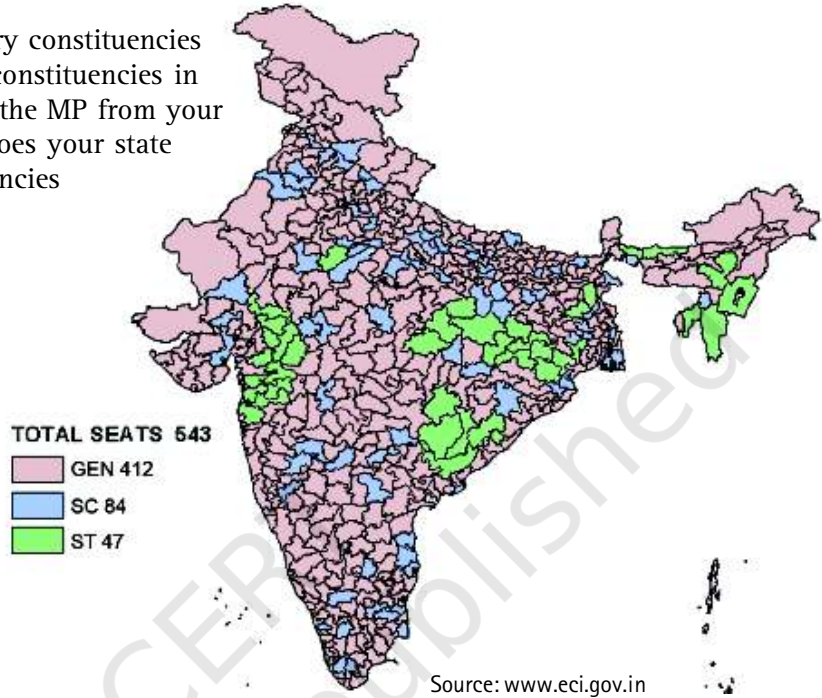 ry constituencies
constituencies in
the MP from your
oes your state
ncies
TOTAL SEATS 543
GEN 412
SC 84
ST 47
Source: www.eci.gov.in